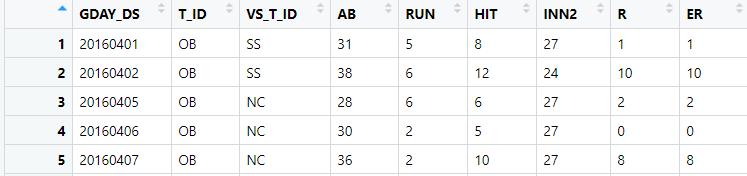 GDAY_DS T_ID VS_T_ID AB RUN HIT INN2 R ER
1 20160401 OB SS 31 5 8 27 1 1
2 20160402 OB SS 38 6 12 24 10 10
3 20160405 OB NC 28 6 6 27 2 2
4 20160406 OB NC 30 2 5 27 0 0
5 20160407 OB NC 36 2 10 27 8 8